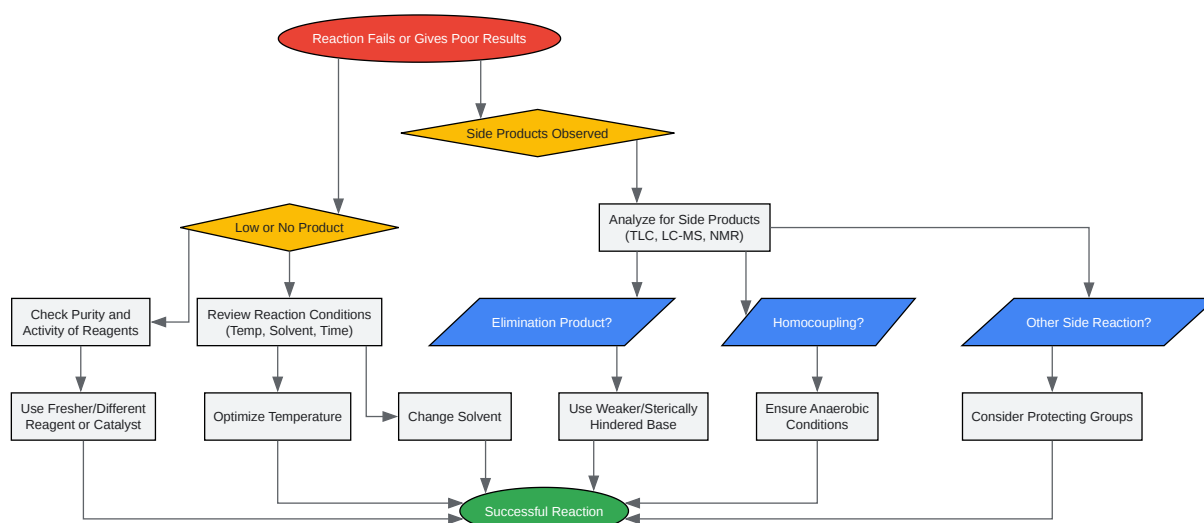 Reaction Fails or Gives Poor Results
Side Products Observed
Low or No Product
Analyze for Side Products
(TLC, LC-MS, NMR)
Check Purity and
Activity of Reagents
Review Reaction Conditions
(Temp, Solvent, Time)
Elimination Product?
Homocoupling?
Other Side Reaction?
Use Fresher/Different
Reagent or Catalyst
Optimize Temperature
Change Solvent
Use Weaker/Sterically
Hindered Base
Ensure Anaerobic
Conditions
Consider Protecting Groups
Successful Reaction